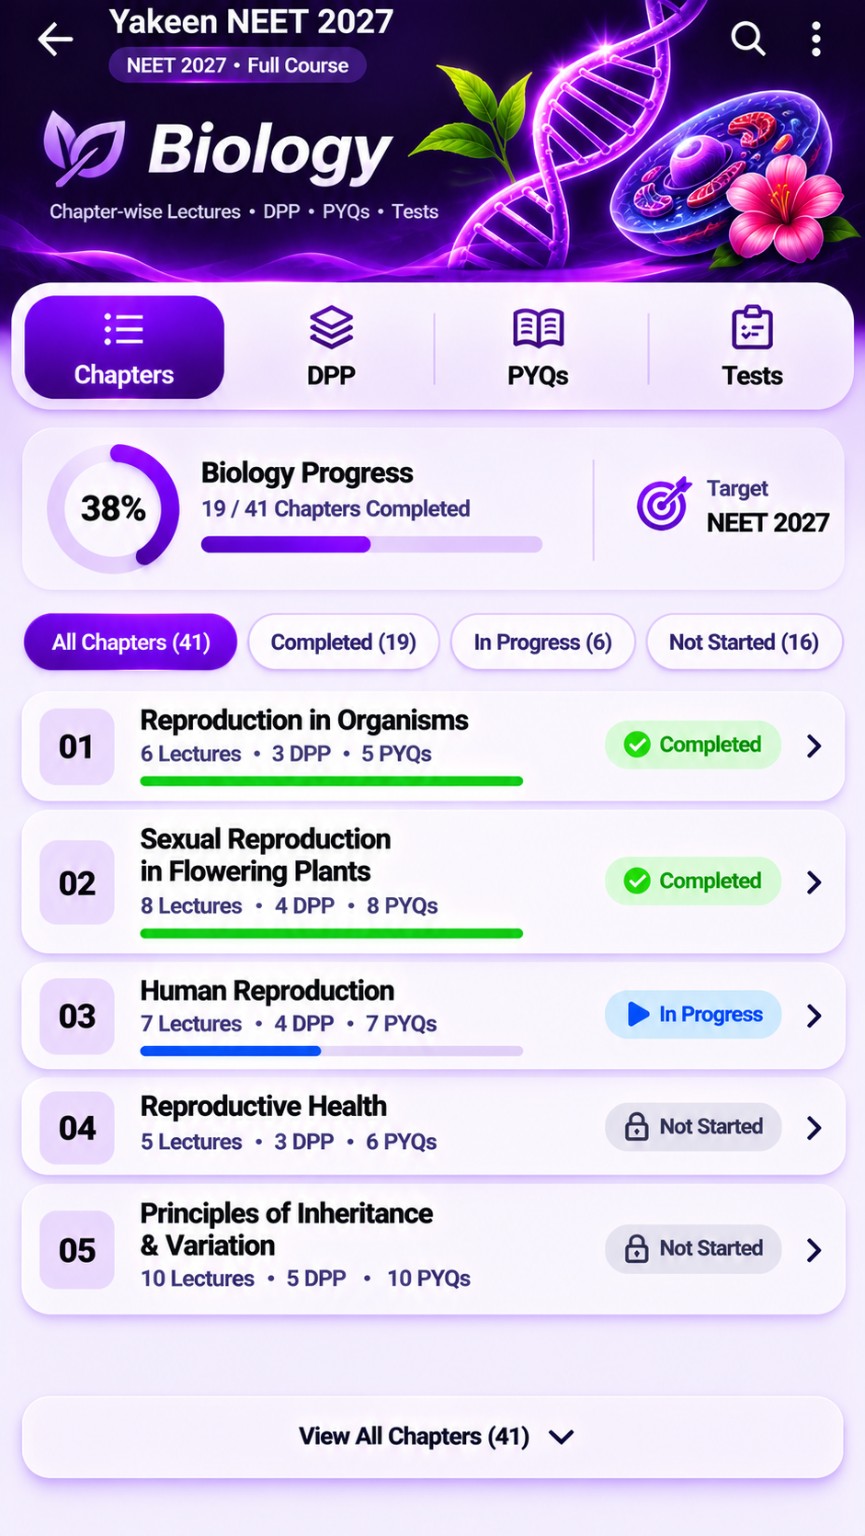 Yakeen NEET 2027
NEET 2027 • Full Course
Biology
Chapter-wise Lectures • DPP • PYQs • Tests
Chapters
DPP
PYQs
Tests
38%
Biology Progress
19 / 41 Chapters Completed
Target
NEET 2027
All Chapters (41)
Completed (19)
In Progress (6)
Not Started (16)
01
Reproduction in Organisms
6 Lectures • 3 DPP • 5 PYQs
Completed
02
Sexual Reproduction
in Flowering Plants
8 Lectures • 4 DPP • 8 PYQs
Completed
03
Human Reproduction
7 Lectures • 4 DPP • 7 PYQs
In Progress
04
Reproductive Health
5 Lectures • 3 DPP • 6 PYQs
Not Started
05
Principles of Inheritance
& Variation
10 Lectures • 5 DPP • 10 PYQs
Not Started
View All Chapters (41)